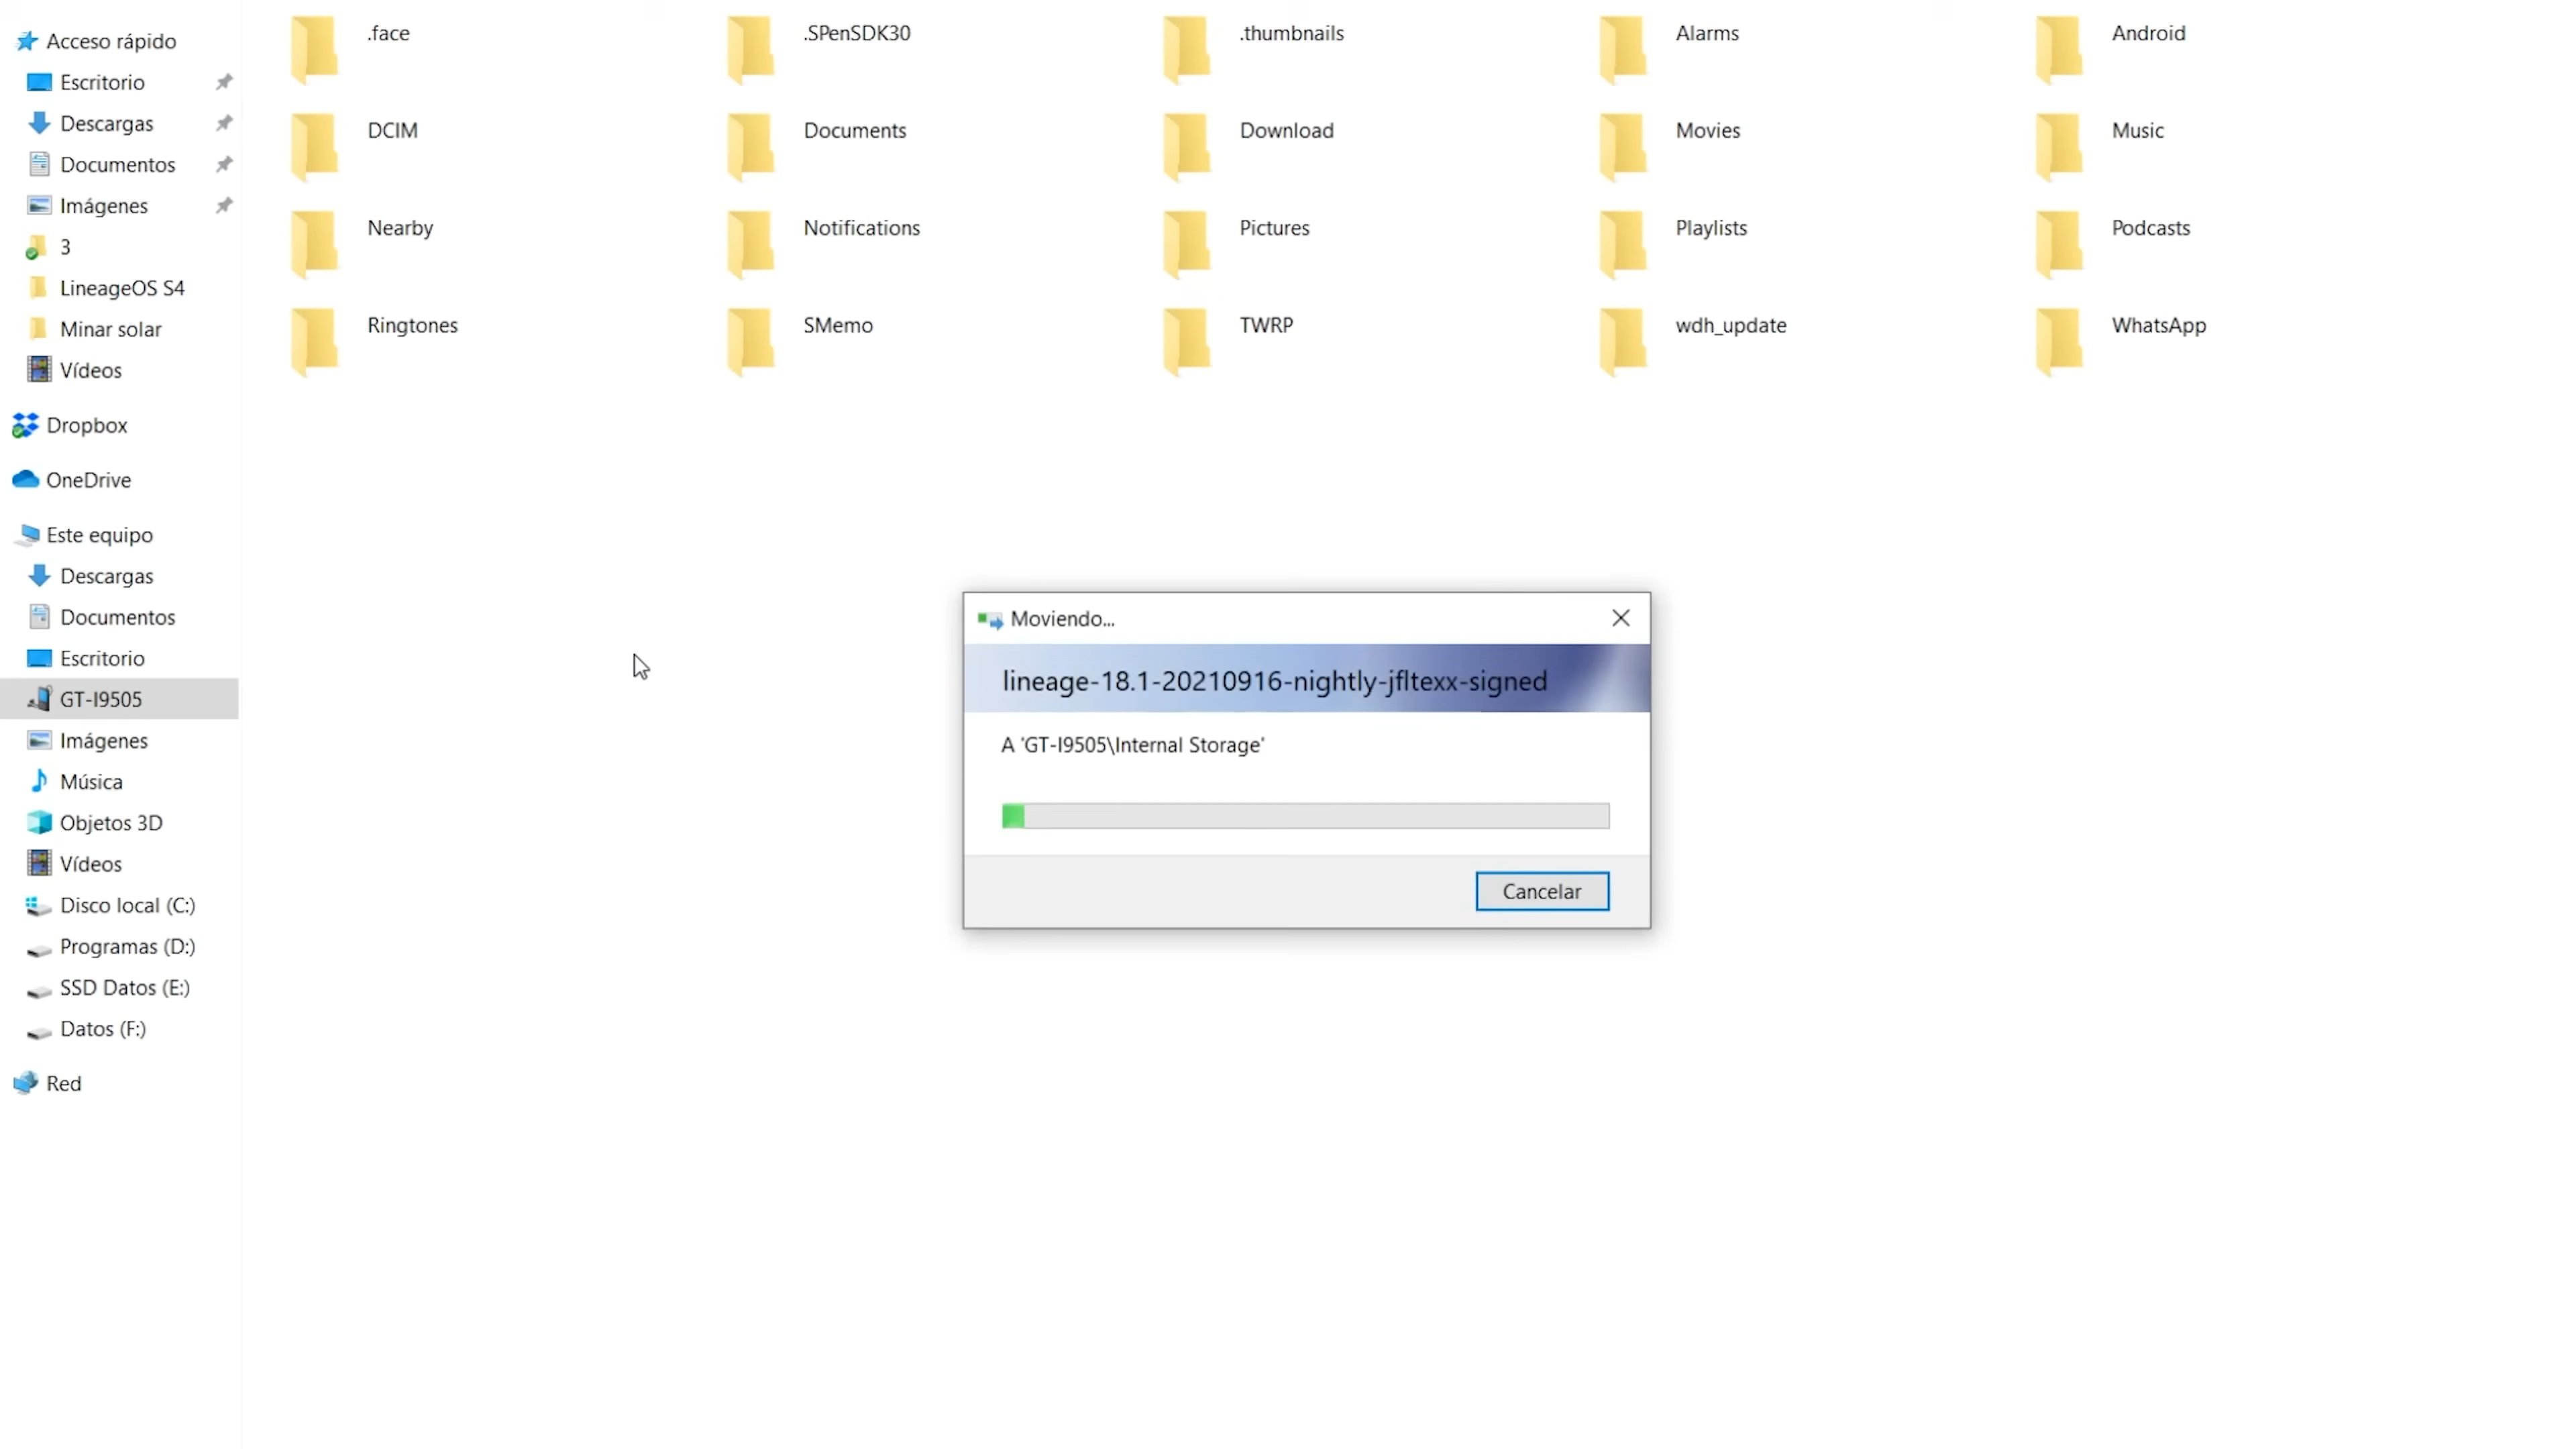 Acceso rápido
Escritorio
Descargas
Documentos
Imágenes
3
LineageOS S4
Minar solar
Vídeos
Dropbox
OneDrive
Este equipo
Descargas
Documentos
Escritorio
GT-I9505
Imágenes
Música
Objetos 3D
Vídeos
Disco local (C:)
Programas (D:)
SSD Datos (E:)
Datos (F:)
Red
.face
.SPenSDK30
.thumbnails
Alarms
Android
DCIM
Documents
Download
Movies
Music
Nearby
Notifications
Pictures
Playlists
Podcasts
Ringtones
SMemo
TWRP
wdh_update
WhatsApp
Moviendo...
lineage-18.1-20210916-nightly-jfltexx-signed
A 'GT-I9505\Internal Storage'
Cancelar